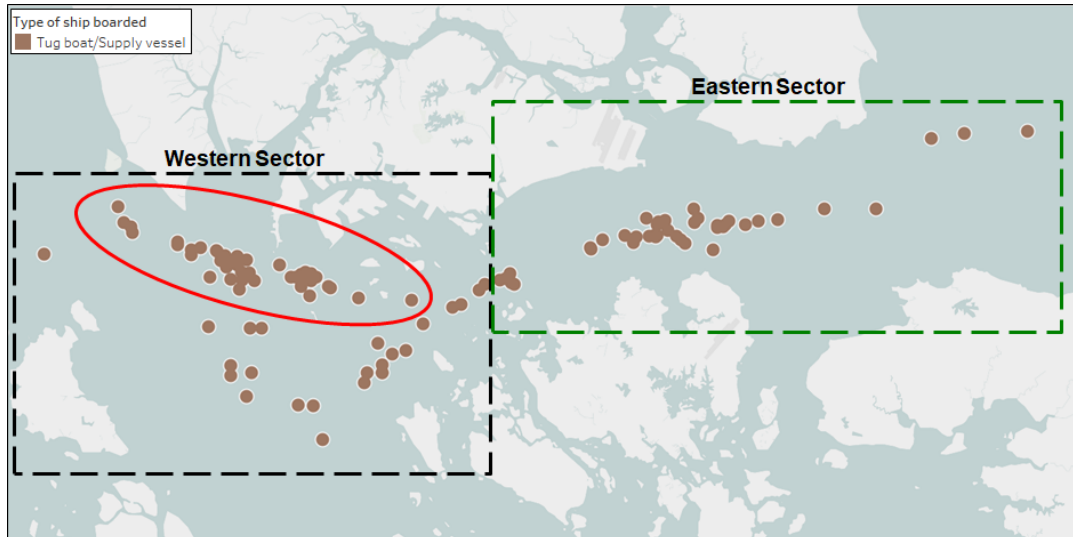 Type of ship boarded
Tug boat/Supply vessel
Eastern Sector
Western Sector